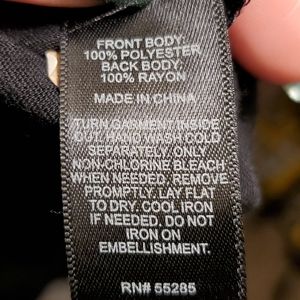 FRONT BODY:
100% POLYESTER
BACK BODY:
100% RAYON
MADE IN CHINA
TURN GARMENT INSIDE
OUT. HAND WASH COLD
SEPARATELY. ONLY
NON-CHLORINE BLEACH
WHEN NEEDED. REMOVE
PROMPTLY. LAY FLAT
TO DRY. COOL IRON
IF NEEDED. DO NOT
IRON ON
EMBELLISHMENT.
RN# 55285